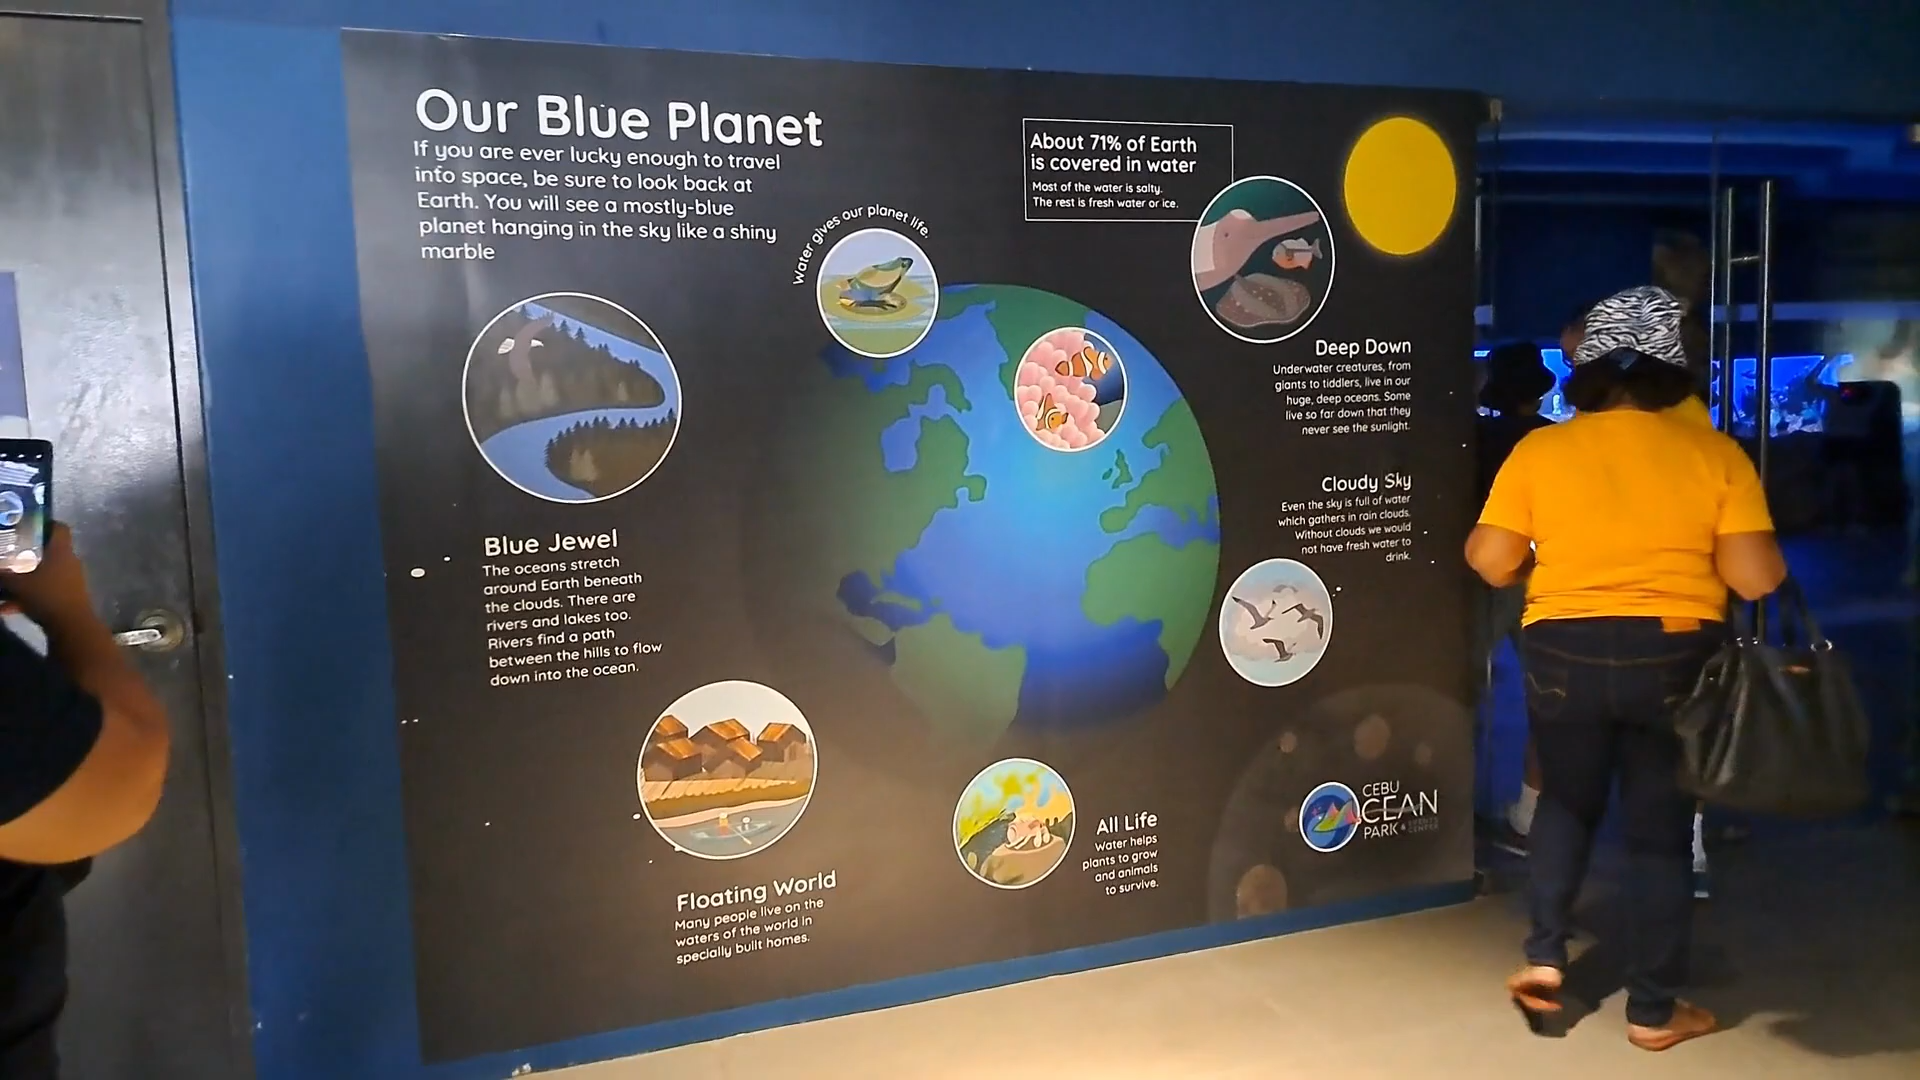 Our Blue Planet
If you are ever lucky enough to travel
into space, be sure to look back at
Earth. You will see a mostly-blue
planet hanging in the sky like a shiny
marble
Water gives our planet life.
About 71% of Earth
is covered in water
Most of the water is salty.
The rest is fresh water or ice.
Deep Down
Underwater creatures, from
giants to tiddlers, live in our
huge, deep oceans. Some
live so far down that they
never see the sunlight.
Cloudy Sky
Even the sky is full of water
which gathers in rain clouds.
Without clouds we would
not have fresh water to
drink.
Blue Jewel
The oceans stretch
around Earth beneath
the clouds. There are
rivers and lakes too.
Rivers find a path
between the hills to flow
down into the ocean.
Floating World
Many people live on the
waters of the world in
specially built homes.
All Life
Water helps
plants to grow
and animals
to survive.
CEBU
OCEAN
PARK & EVENTS CENTER